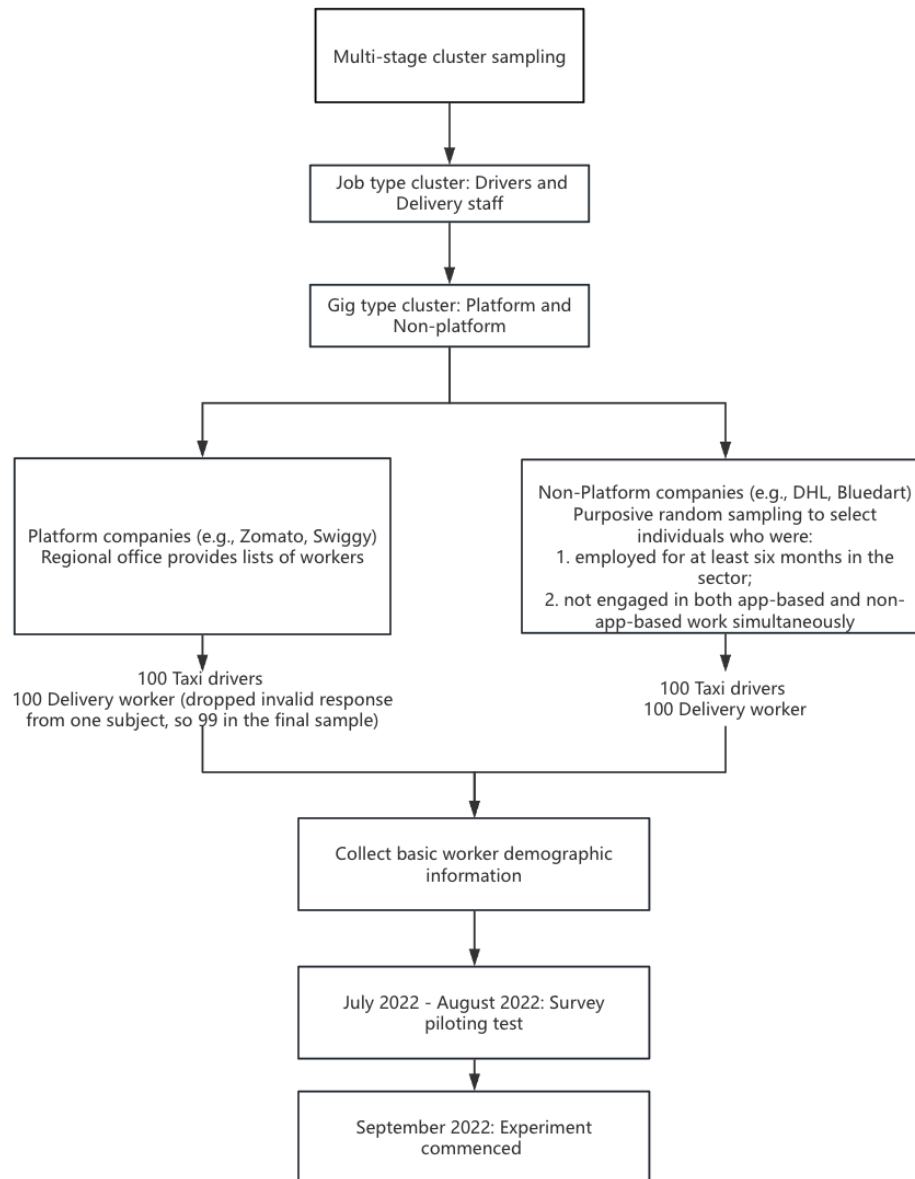 Multi-stage cluster sampling
Job type cluster: Drivers and
Delivery staff
Gig type cluster: Platform and
Non-platform
Platform companies (e.g., Zomato, Swiggy)
Regional office provides lists of workers
Non-Platform companies (e.g., DHL, Bluedart)
Purposive random sampling to select
individuals who were:
1. employed for at least six months in the
sector;
2. not engaged in both app-based and non-
app-based work simultaneously
100 Taxi drivers
100 Delivery worker (dropped invalid response
from one subject, so 99 in the final sample)
100 Taxi drivers
100 Delivery worker
Collect basic worker demographic
information
July 2022 - August 2022: Survey
piloting test
September 2022: Experiment
commenced